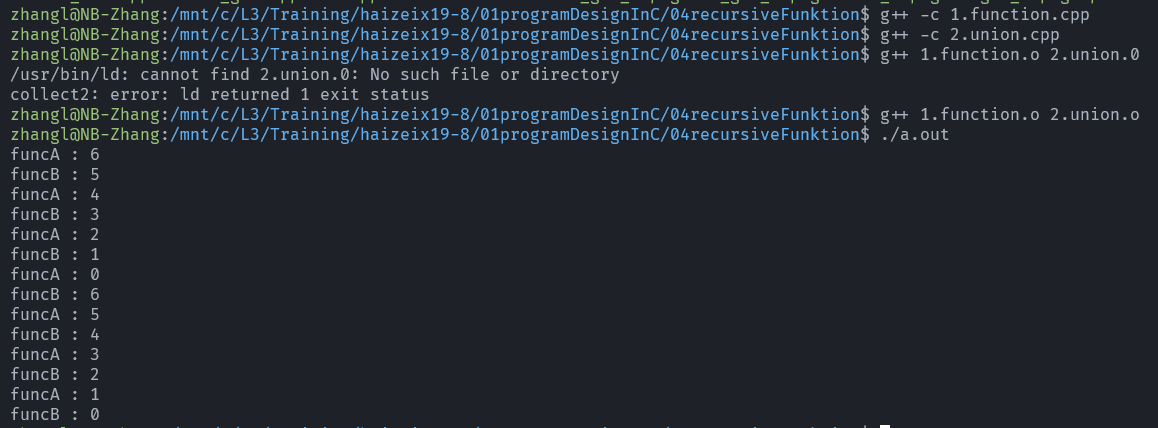 zhangl@NB-Zhang:/mnt/c/L3/Training/haizeix19-8/01programDesignInC/04recursiveFunktion$ g++ -c 1.function.cpp
zhangl@NB-Zhang:/mnt/c/L3/Training/haizeix19-8/01programDesignInC/04recursiveFunktion$ g++ -c 2.union.cpp
zhangl@NB-Zhang:/mnt/c/L3/Training/haizeix19-8/01programDesignInC/04recursiveFunktion$ g++ 1.function.o 2.union.0
/usr/bin/ld: cannot find 2.union.0: No such file or directory
collect2: error: ld returned 1 exit status
zhangl@NB-Zhang:/mnt/c/L3/Training/haizeix19-8/01programDesignInC/04recursiveFunktion$ g++ 1.function.o 2.union.o
zhangl@NB-Zhang:/mnt/c/L3/Training/haizeix19-8/01programDesignInC/04recursiveFunktion$ ./a.out
funcA : 6
funcB : 5
funcA : 4
funcB : 3
funcA : 2
funcB : 1
funcA : 0
funcB : 6
funcA : 5
funcB : 4
funcA : 3
funcB : 2
funcA : 1
funcB : 0